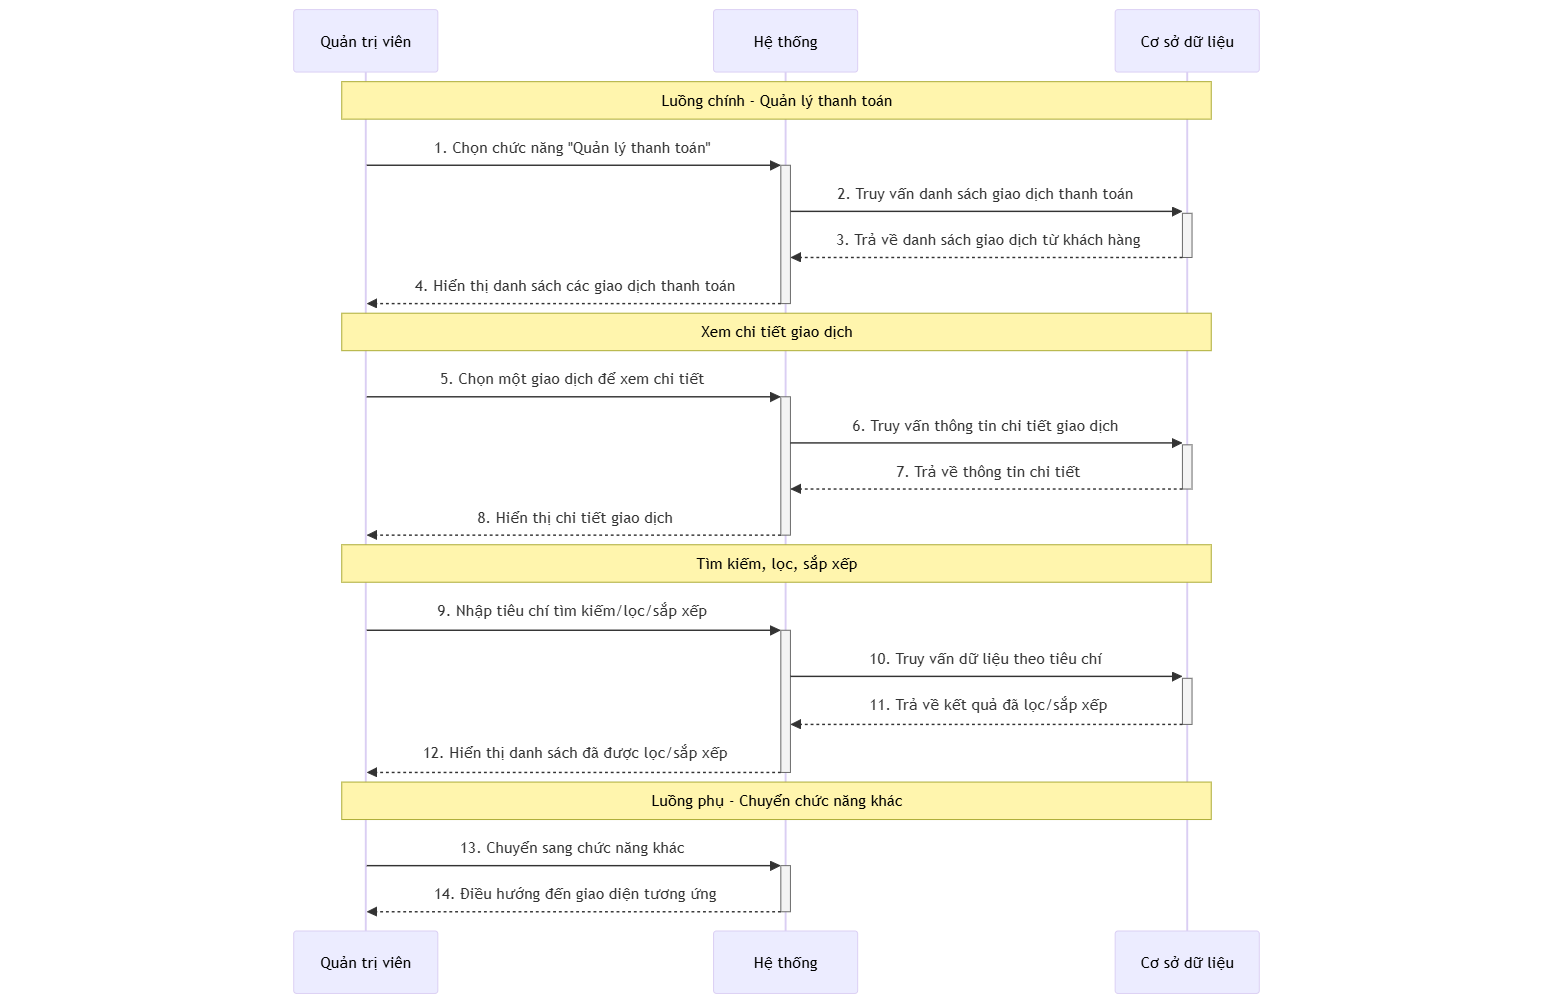 Quản trị viên
Hệ thống
Cơ sở dữ liệu
Luồng chính - Quản lý thanh toán
1. Chọn chức năng "Quản lý thanh toán"
2. Truy vấn danh sách giao dịch thanh toán
3. Trả về danh sách giao dịch từ khách hàng
4. Hiển thị danh sách các giao dịch thanh toán
Xem chi tiết giao dịch
5. Chọn một giao dịch để xem chi tiết
6. Truy vấn thông tin chi tiết giao dịch
7. Trả về thông tin chi tiết
8. Hiển thị chi tiết giao dịch
Tìm kiếm, lọc, sắp xếp
9. Nhập tiêu chí tìm kiếm/lọc/sắp xếp
10. Truy vấn dữ liệu theo tiêu chí
11. Trả về kết quả đã lọc/sắp xếp
12. Hiển thị danh sách đã được lọc/sắp xếp
Luồng phụ - Chuyển chức năng khác
13. Chuyển sang chức năng khác
14. Điều hướng đến giao diện tương ứng
Quản trị viên
Hệ thống
Cơ sở dữ liệu